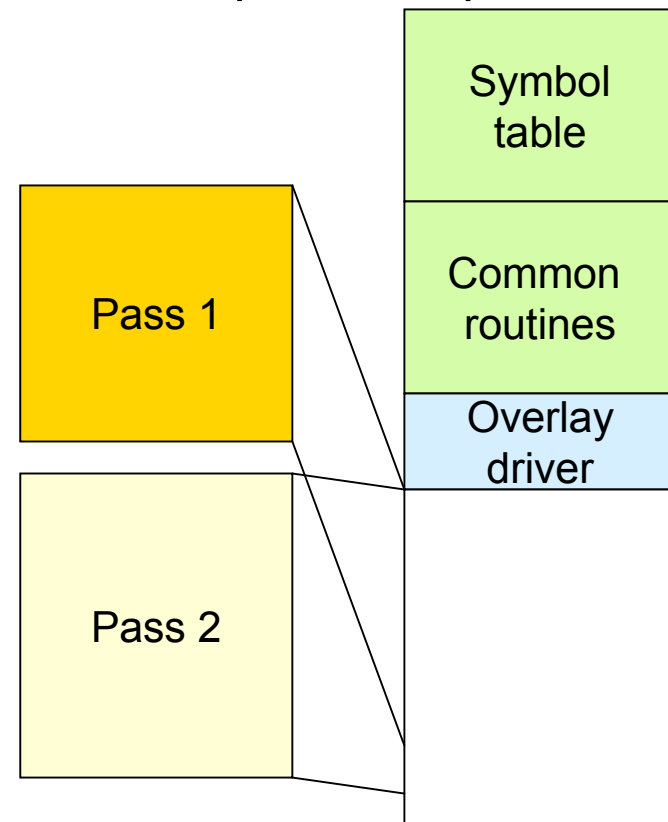 Symbol
table
Pass 1
Common
routines
Overlay
driver
Pass 2